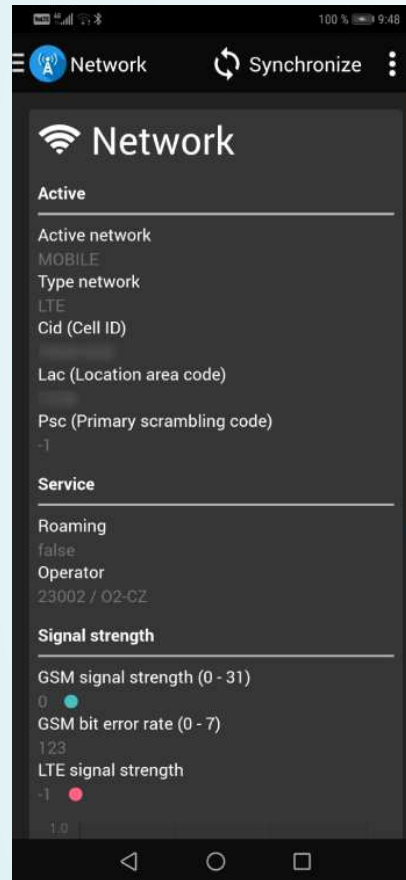 100 % 9:48
Network Synchronize
Network
Active
Active network
MOBILE
Type network
LTE
Cid (Cell ID)
Lac (Location area code)
Psc (Primary scrambling code)
-1
Service
Roaming
false
Operator
23002 / O2-CZ
Signal strength
GSM signal strength (0 - 31)
0
GSM bit error rate (0 - 7)
123
LTE signal strength
-1
1.0